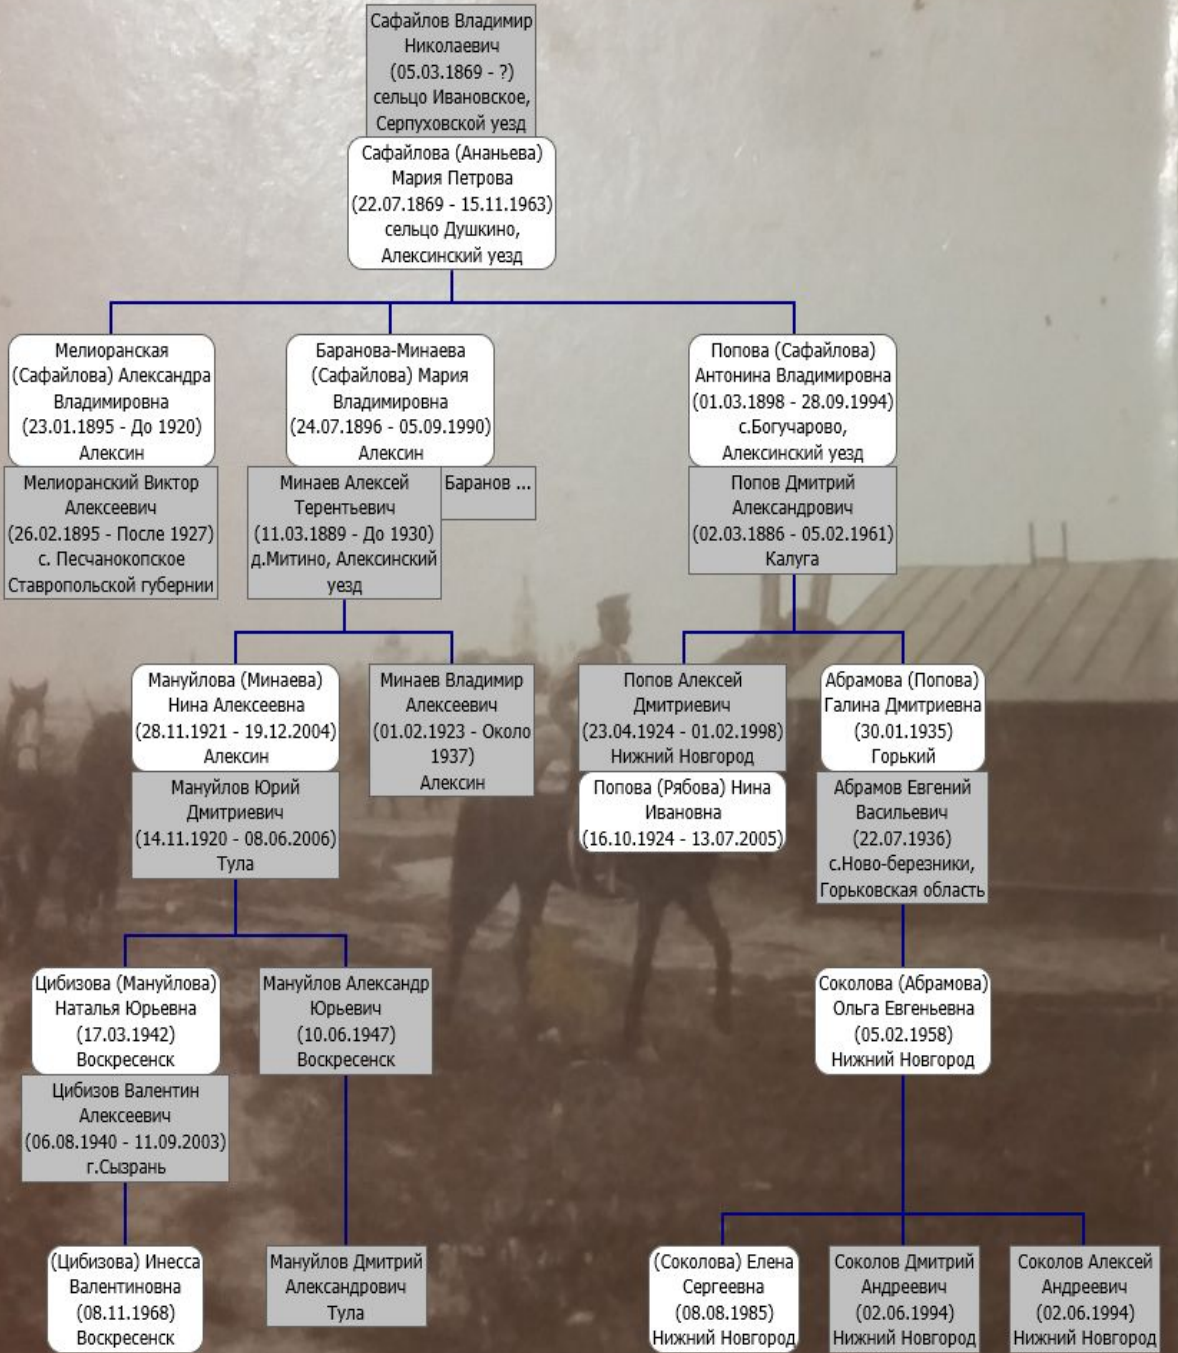 Сафайлов Владимир
Николаевич
(05.03.1869 - ?)
сельцо Ивановское,
Серпуховской уезд
Сафайлова (Ананьева)
Мария Петрова
(22.07.1869 - 15.11.1963)
сельцо Душкино,
Алексинский уезд
Мелиоранская
(Сафайлова) Александра
Владимировна
(23.01.1895 - До 1920)
Алексин
Мелиоранский Виктор
Алексеевич
(26.02.1895 - После 1927)
с. Песчанокопское
Ставропольской губернии
Баранова-Минаева
(Сафайлова) Мария
Владимировна
(24.07.1896 - 05.09.1990)
Алексин
Минаев Алексей
Терентьевич
(11.03.1889 - До 1930)
д.Митино, Алексинский
уезд
Баранов ...
Попова (Сафайлова)
Антонина Владимировна
(01.03.1898 - 28.09.1994)
с.Богучарово,
Алексинский уезд
Попов Дмитрий
Александрович
(02.03.1886 - 05.02.1961)
Калуга
Мануйлова (Минаева)
Нина Алексеевна
(28.11.1921 - 19.12.2004)
Алексин
Мануйлов Юрий
Дмитриевич
(14.11.1920 - 08.06.2006)
Тула
Минаев Владимир
Алексеевич
(01.02.1923 - Около
1937)
Алексин
Попов Алексей
Дмитриевич
(23.04.1924 - 01.02.1998)
Нижний Новгород
Попова (Рябова) Нина
Ивановна
(16.10.1924 - 13.07.2005)
Абрамова (Попова)
Галина Дмитриевна
(30.01.1935)
Горький
Абрамов Евгений
Васильевич
(22.07.1936)
с.Ново-березники,
Горьковская область
Цибизова (Мануйлова)
Наталья Юрьевна
(17.03.1942)
Воскресенск
Цибизов Валентин
Алексеевич
(06.08.1940 - 11.09.2003)
г.Сызрань
Мануйлов Александр
Юрьевич
(10.06.1947)
Воскресенск
Соколова (Абрамова)
Ольга Евгеньевна
(05.02.1958)
Нижний Новгород
(Цибизова) Инесса
Валентиновна
(08.11.1968)
Воскресенск
Мануйлов Дмитрий
Александрович
Тула
(Соколова) Елена
Сергеевна
(08.08.1985)
Нижний Новгород
Соколов Дмитрий
Андреевич
(02.06.1994)
Нижний Новгород
Соколов Алексей
Андреевич
(02.06.1994)
Нижний Новгород